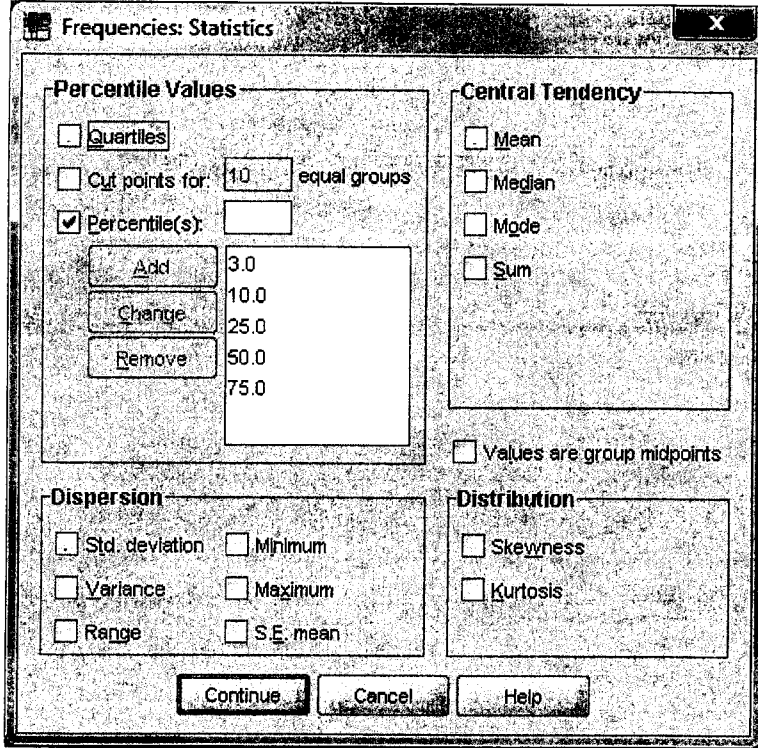 Frequencies: Statistics
Percentile Values
Quartiles
Cut points for: 10 equal groups
Percentile(s):
Add
Change
Remove
3.0
10.0
25.0
50.0
75.0
Central Tendency
Mean
Median
Mode
Sum
Values are group midpoints
Dispersion
Std. deviation
Minimum
Variance
Maximum
Range
S.E. mean
Distribution
Skewness
Kurtosis
Continue
Cancel
Help